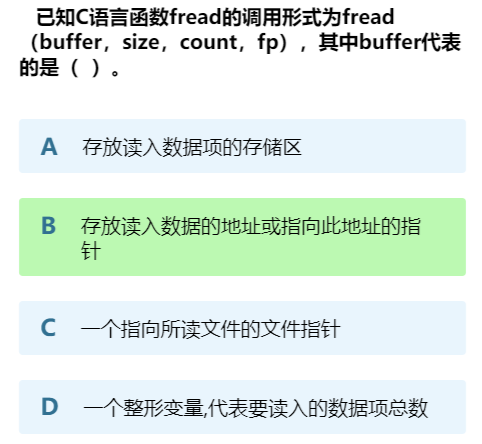 已知C语言函数fread的调用形式为fread
（buffer，size，count，fp），其中buffer代表
的是（ ）。
A 存放读入数据项的存储区
B 存放读入数据的地址或指向此地址的指
针
C 一个指向所读文件的文件指针
D 一个整形变量,代表要读入的数据项总数